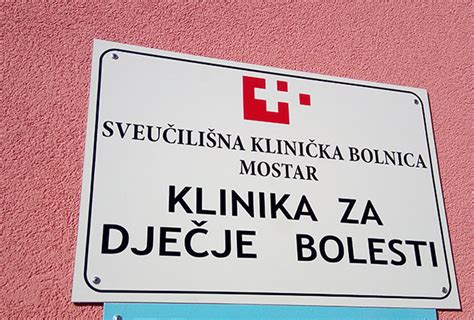 SVEUČILIŠNA KLINIČKA BOLNICA
MOSTAR
KLINIKA ZA
DJEČJE BOLESTI